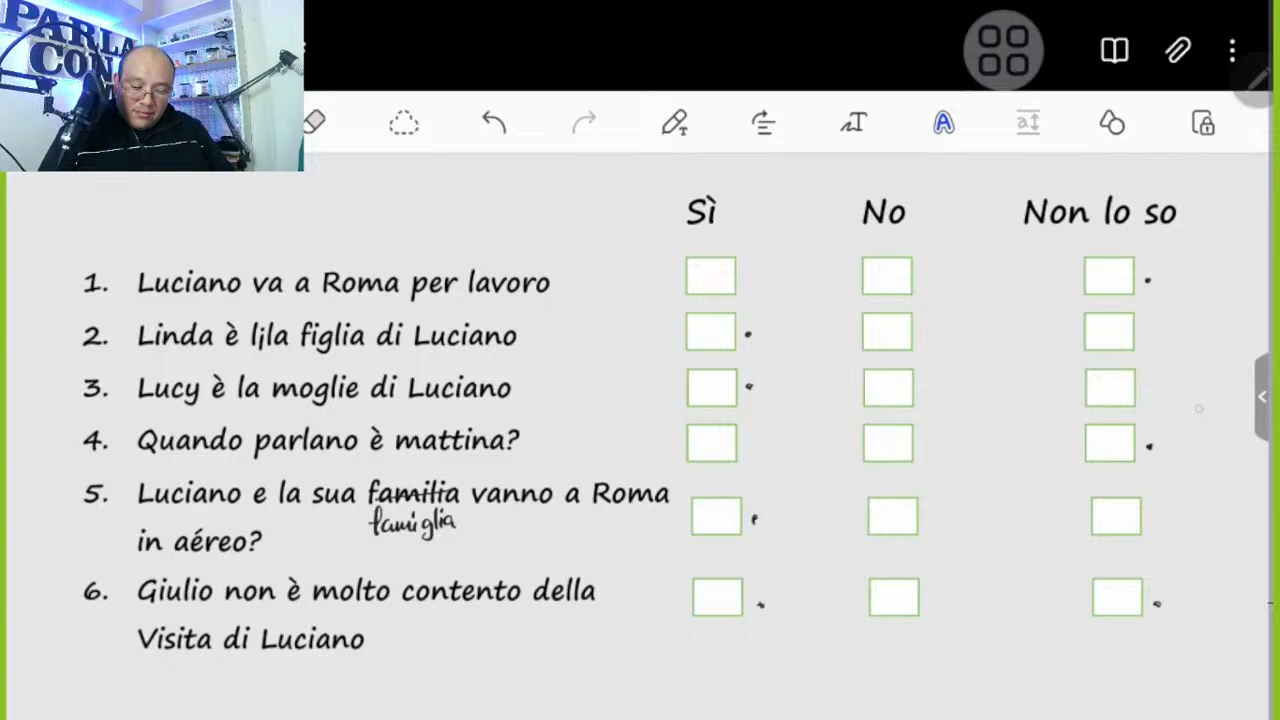 PARLA
CON
Sì No Non lo so
1. Luciano va a Roma per lavoro
2. Linda è l¡la figlia di Luciano
3. Lucy è la moglie di Luciano
4. Quando parlano è mattina?
5. Luciano e la sua familia vanno a Roma
famiglia
in aéreo?
6. Giulio non è molto contento della
Visita di Luciano